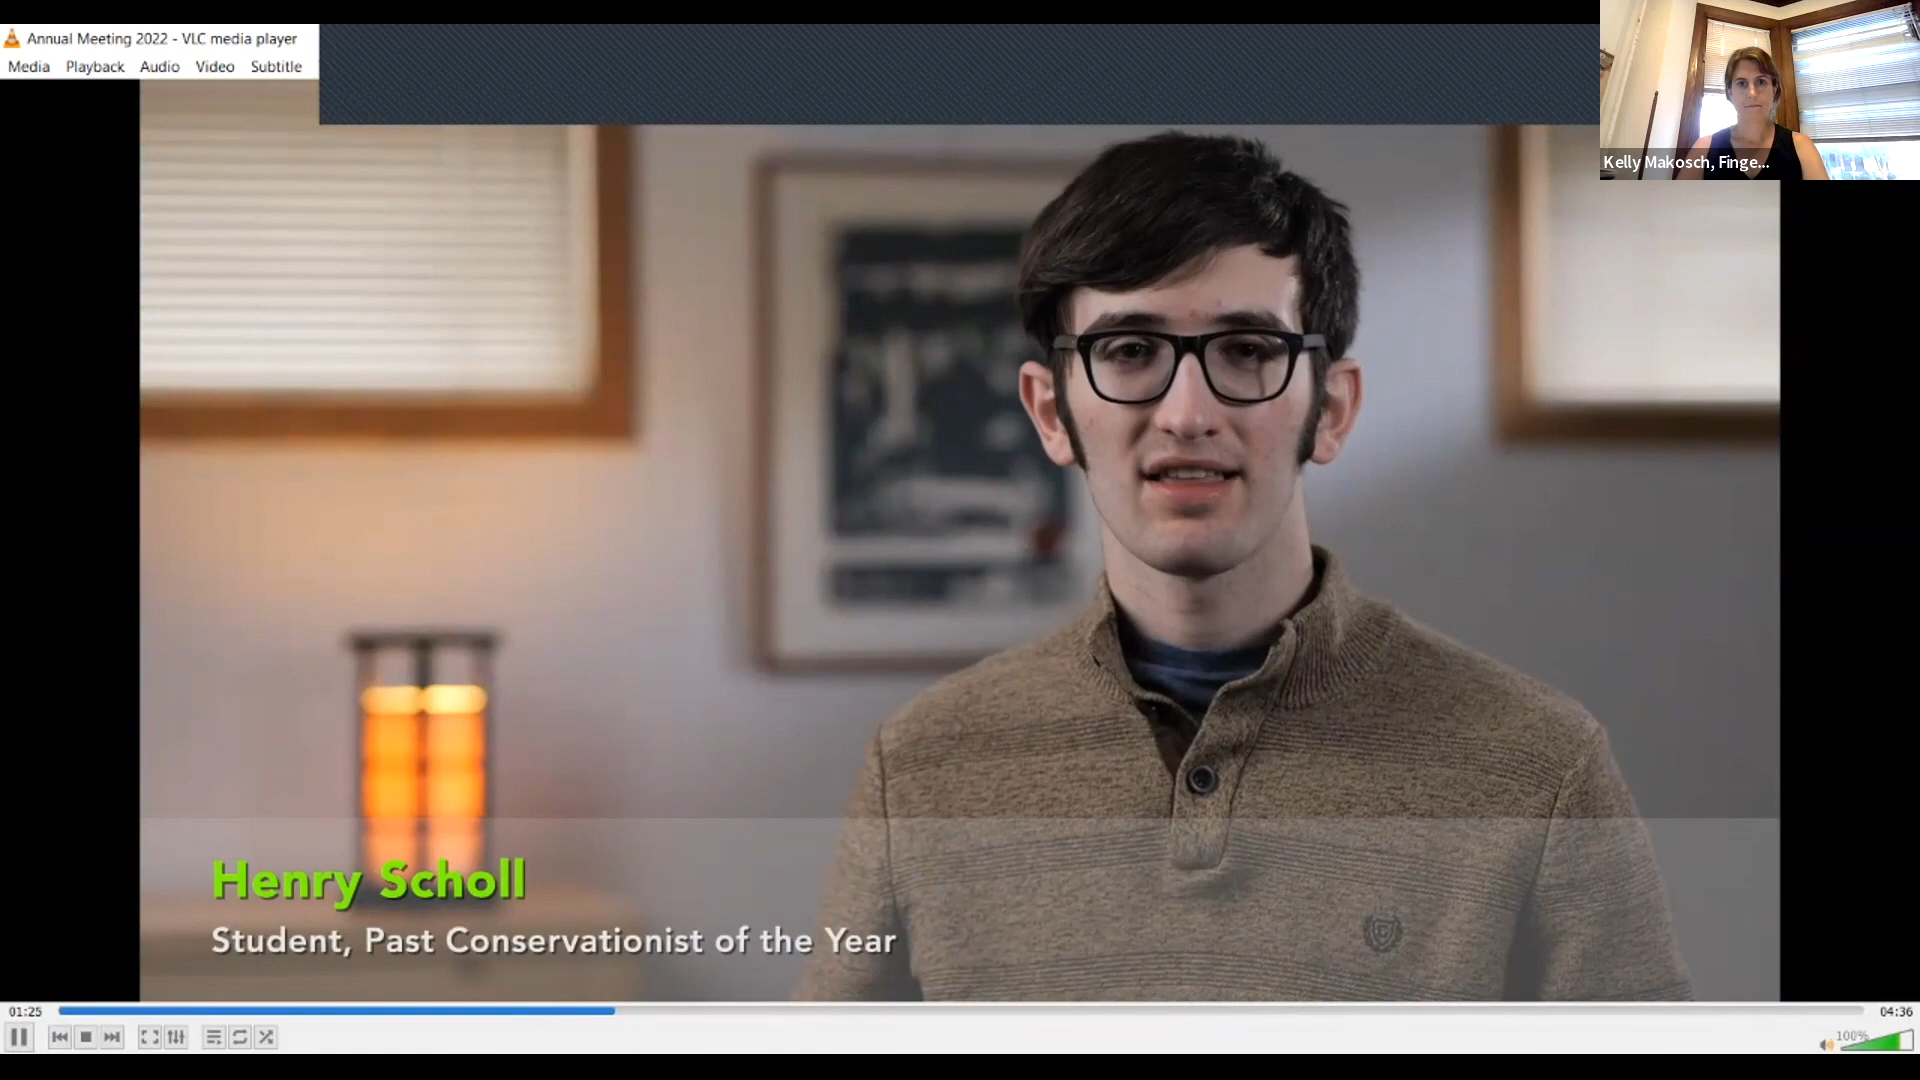 Annual Meeting 2022 - VLC media player
Media Playback Audio Video Subtitle
Kelly Makosch, Finge...
Henry Scholl
Student, Past Conservationist of the Year
01:25
04:36
100%